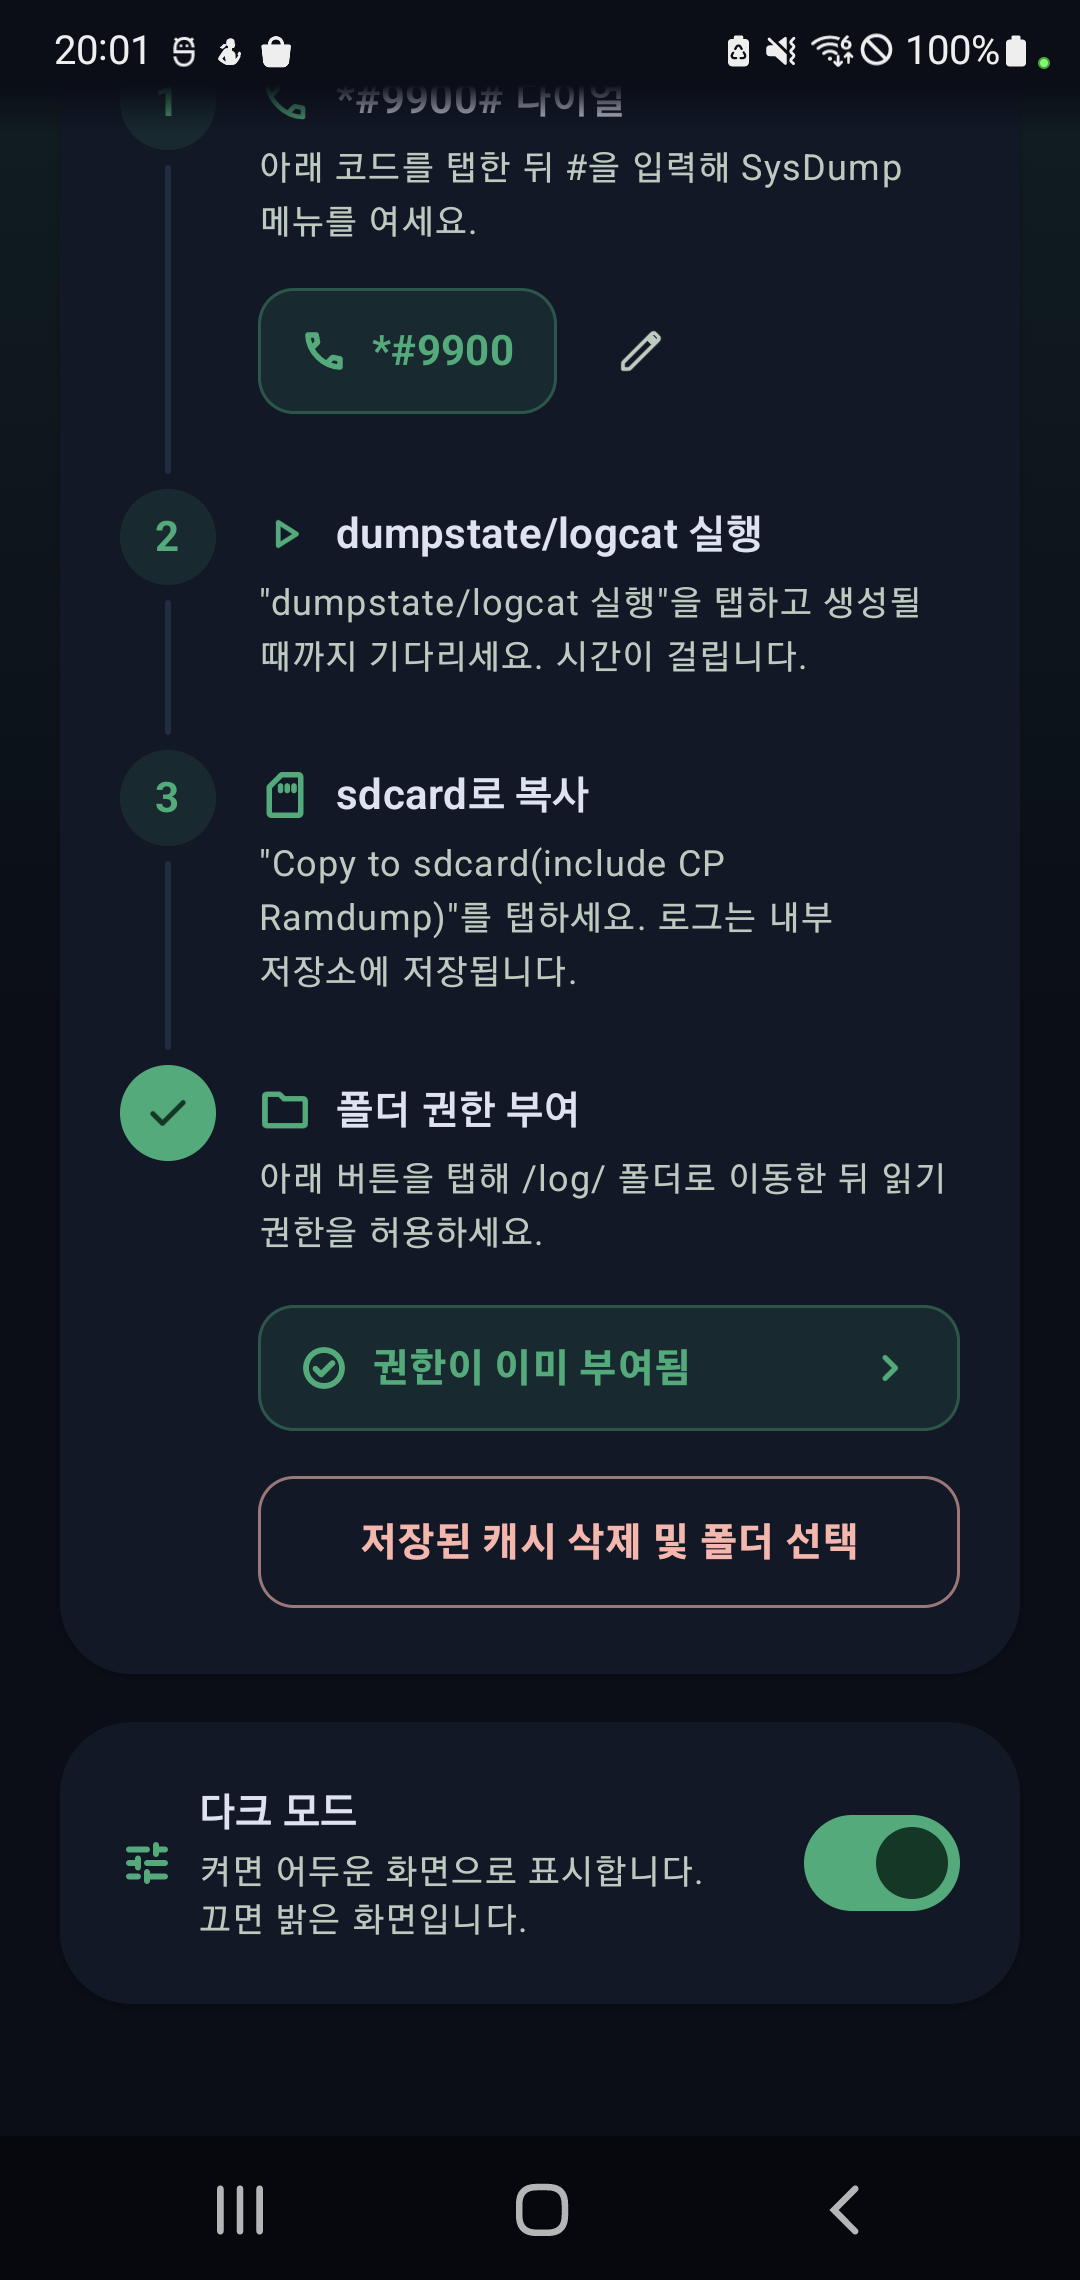 20:01
100%
1
*#9900# 다이얼
아래 코드를 탭한 뒤 #을 입력해 SysDump
메뉴를 여세요.
*#9900
2
dumpstate/logcat 실행
"dumpstate/logcat 실행"을 탭하고 생성될
때까지 기다리세요. 시간이 걸립니다.
3
sdcard로 복사
"Copy to sdcard(include CP
Ramdump)"를 탭하세요. 로그는 내부
저장소에 저장됩니다.
폴더 권한 부여
아래 버튼을 탭해 /log/ 폴더로 이동한 뒤 읽기
권한을 허용하세요.
권한이 이미 부여됨
저장된 캐시 삭제 및 폴더 선택
다크 모드
켜면 어두운 화면으로 표시합니다.
끄면 밝은 화면입니다.